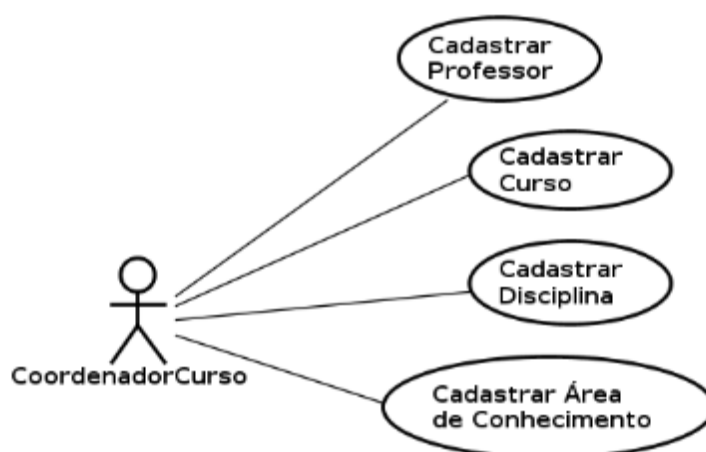 Cadastrar
Professor
Cadastrar
Curso
Cadastrar
Disciplina
CoordenadorCurso
Cadastrar Área
de Conhecimento